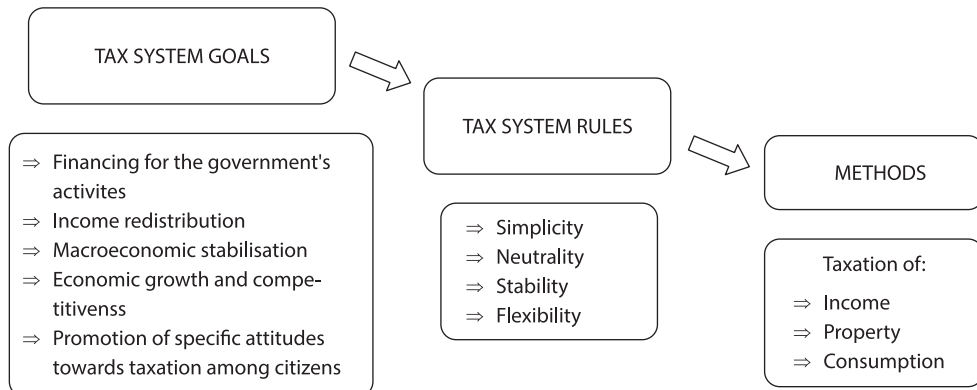 TAX SYSTEM GOALS
⇒ Financing for the government's
activites
⇒ Income redistribution
⇒ Macroeconomic stabilisation
⇒ Economic growth and compe-
titivenss
⇒ Promotion of specific attitudes
towards taxation among citizens
TAX SYSTEM RULES
⇒ Simplicity
⇒ Neutrality
⇒ Stability
⇒ Flexibility
METHODS
Taxation of:
⇒ Income
⇒ Property
⇒ Consumption